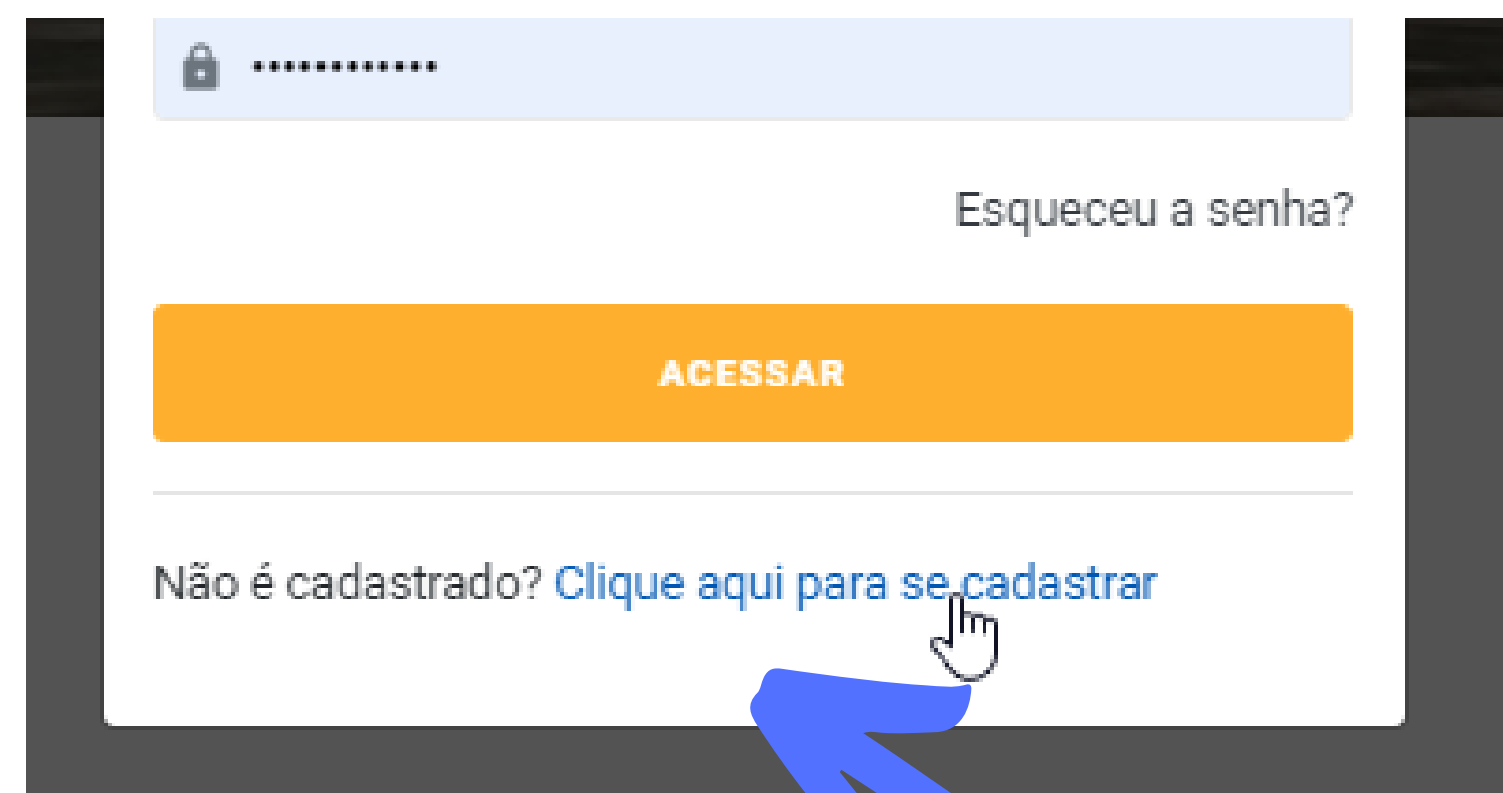 Esqueceu a senha?
ACESSAR
Não é cadastrado? Clique aqui para se cadastrar